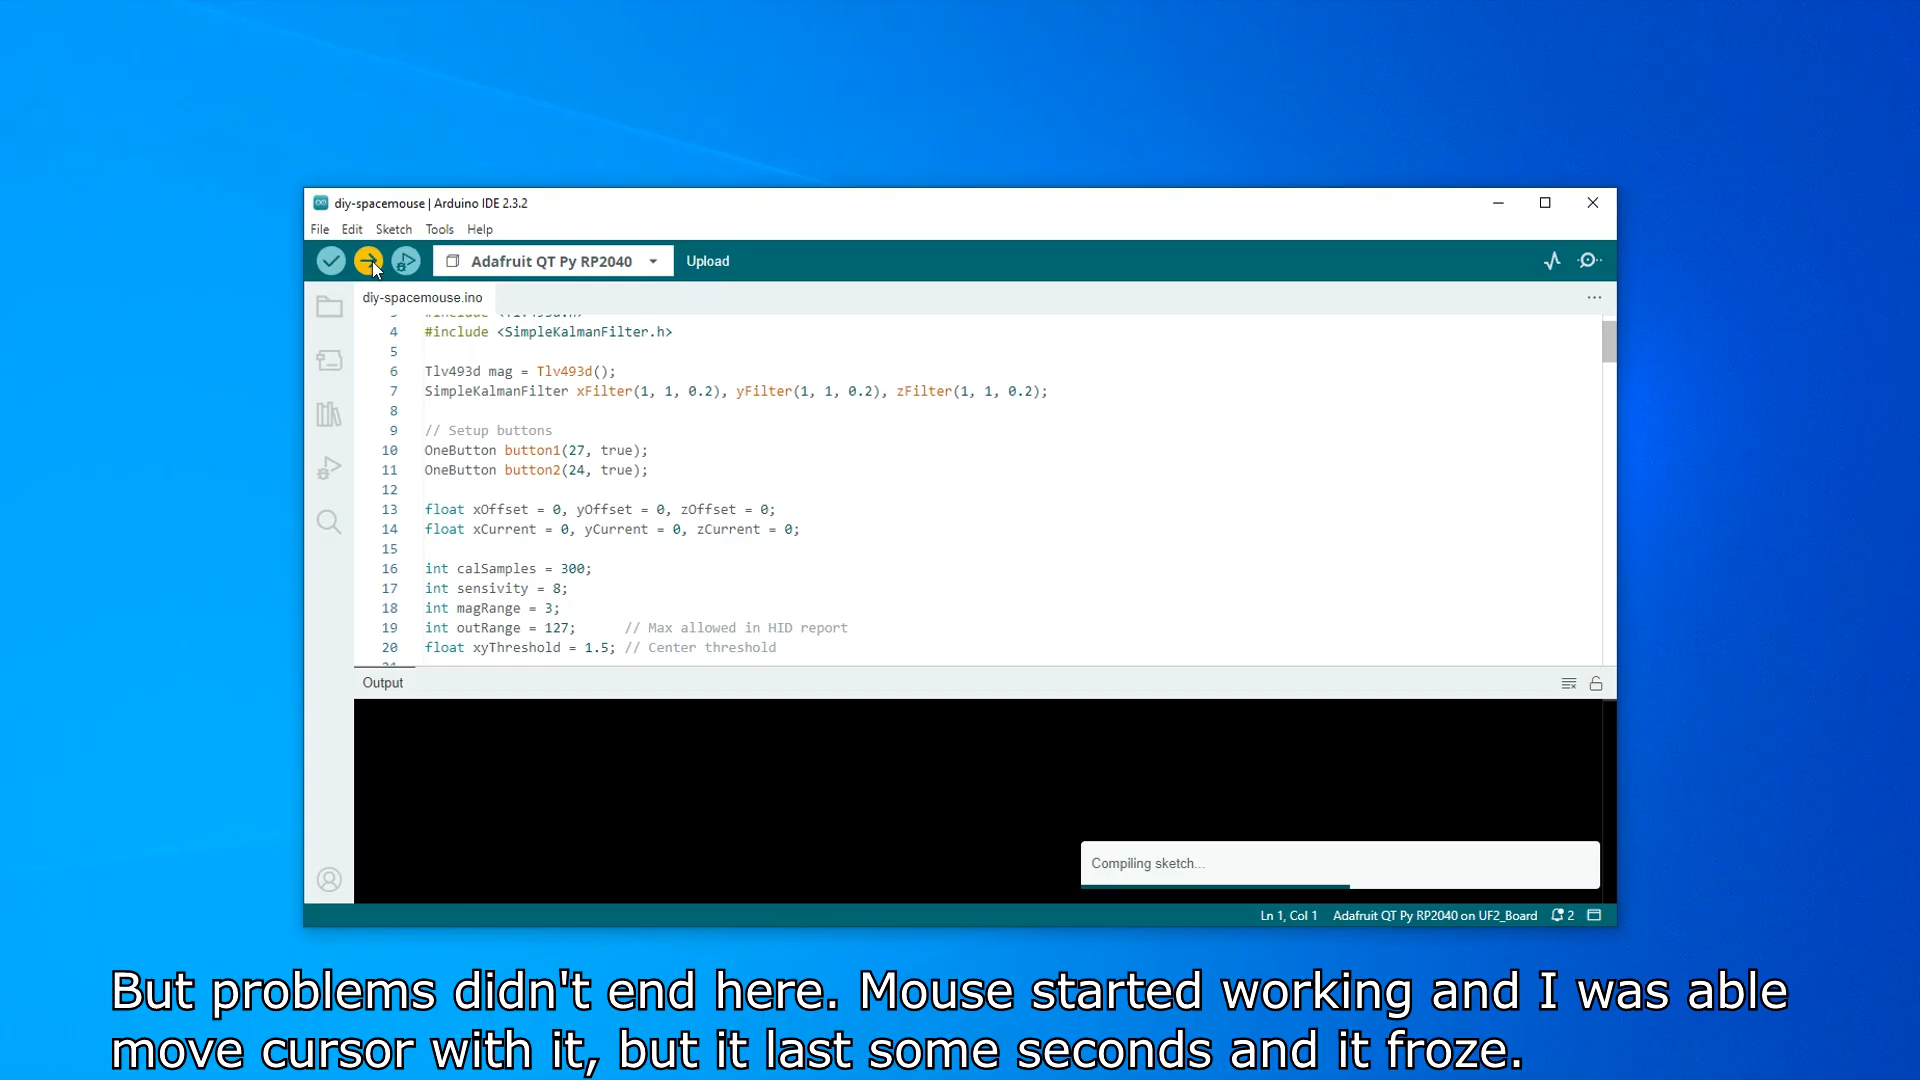 diy-spacemouse | Arduino IDE 2.3.2
File Edit Sketch Tools Help
Adafruit QT Py RP2040 Upload
diy-spacemouse.ino
4 #include <SimpleKalmanFilter.h>
5
6 Tlv493d mag = Tlv493d();
7 SimpleKalmanFilter xFilter(1, 1, 0.2), yFilter(1, 1, 0.2), zFilter(1, 1, 0.2);
8
9 // Setup buttons
10 OneButton button1(27, true);
11 OneButton button2(24, true);
12
13 float xOffset = 0, yOffset = 0, zOffset = 0;
14 float xCurrent = 0, yCurrent = 0, zCurrent = 0;
15
16 int calSamples = 300;
17 int sensivity = 8;
18 int magRange = 3;
19 int outRange = 127; // Max allowed in HID report
20 float xyThreshold = 1.5; // Center threshold
Output
Compiling sketch...
Ln 1, Col 1 Adafruit QT Py RP2040 on UF2_Board 2
But problems didn't end here. Mouse started working and I was able
move cursor with it, but it last some seconds and it froze.